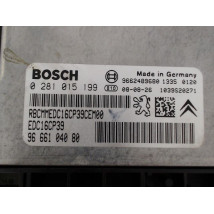 BOSCH
Made in Germany
9662489680 1335 0120
0 281 015 199
08-08-26 1039S20271
RBCMMEDC16CP39CEM00
EDC16CP39
96 661 040 80